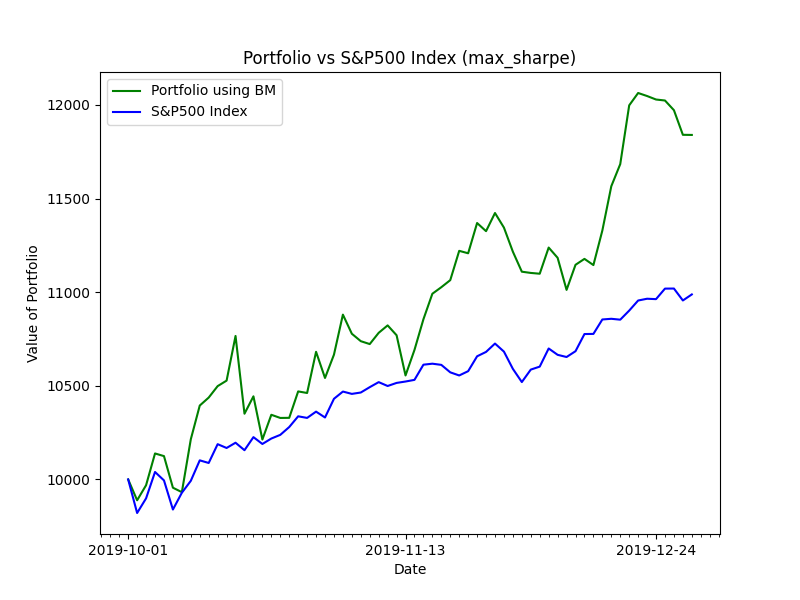 Portfolio vs S&P500 Index (max_sharpe)
Portfolio using BM
S&P500 Index
12000
11500
11000
10500
10000
Value of Portfolio
2019-10-01
2019-11-13
2019-12-24
Date